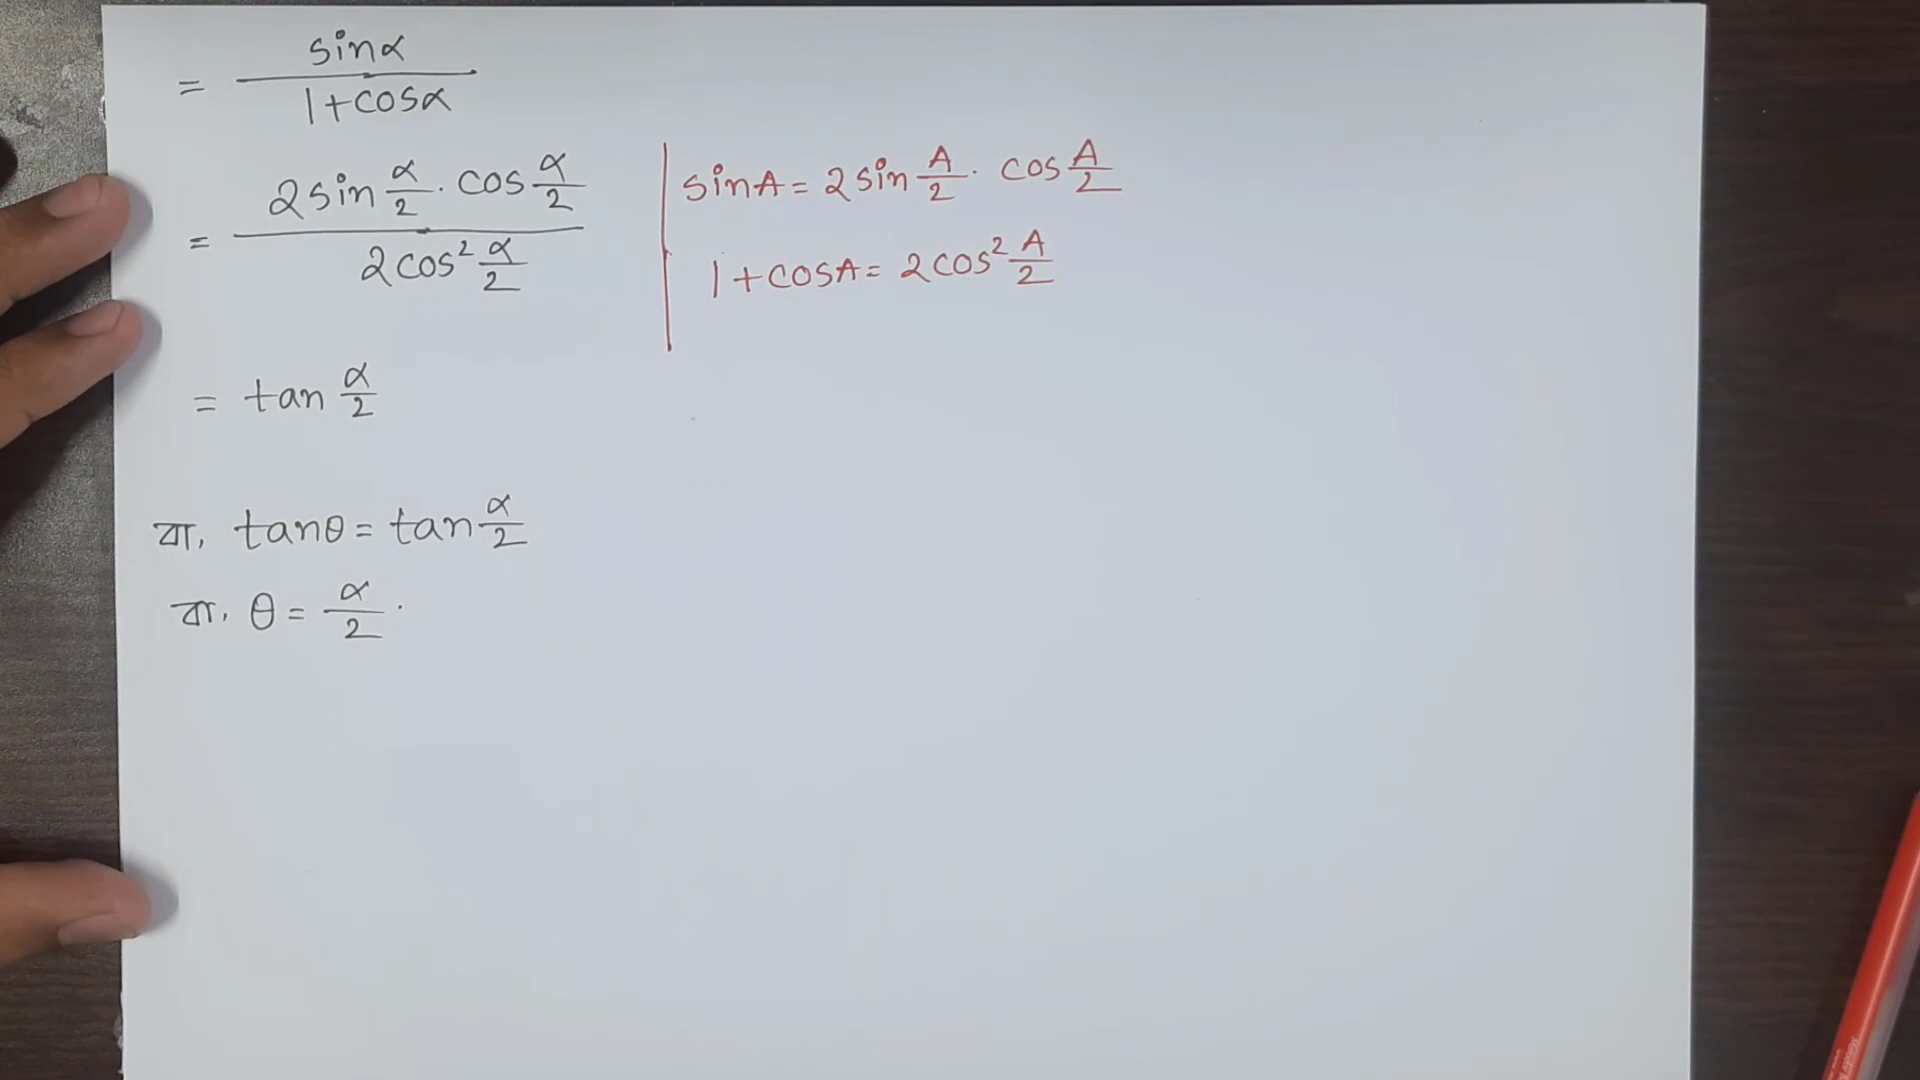 = sinα / 1+cosα
= 2sin α/2 · cos α/2 / 2cos² α/2
sinA = 2sin A/2 · cos A/2
1+cosA = 2cos² A/2
= tan α/2
বা, tanθ = tan α/2
বা, θ = α/2 ·